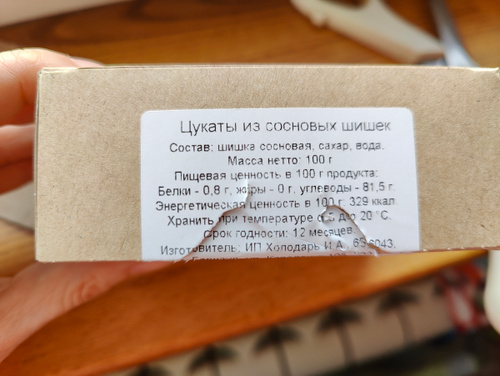 Цукаты из сосновых шишек
Состав: шишка сосновая, сахар, вода.
Масса нетто: 100 г
Пищевая ценность в 100 г продукта:
Белки - 0,8 г, жиры - 0 г, углеводы - 81,5 г.
Энергетическая ценность в 100 г: 329 ккал.
Хранить при температуре от 5 до 20 °С.
Срок годности: 12 месяцев.
Изготовитель: ИП